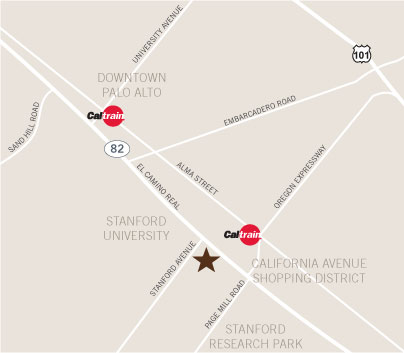 UNIVERSITY AVENUE
101
DOWNTOWN
PALO ALTO
SAND HILL ROAD
Caltrain
EMBARCADERO ROAD
82
EL CAMINO REAL
ALMA STREET
OREGON EXPRESSWAY
STANFORD
UNIVERSITY
Caltrain
STANFORD AVENUE
CALIFORNIA AVENUE
SHOPPING DISTRICT
PAGE MILL ROAD
STANFORD
RESEARCH PARK